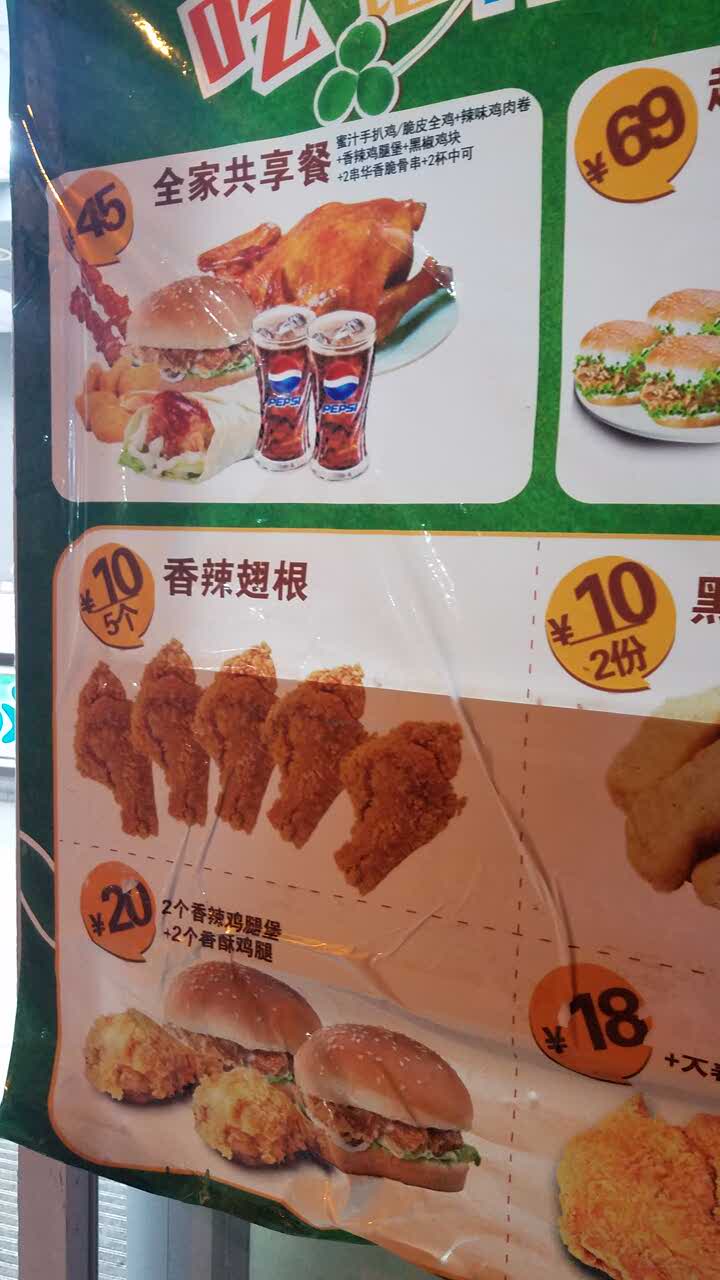 吃
全家共享餐
蜜汁手扒鸡/脆皮全鸡+辣味鸡肉卷
+香辣鸡腿堡+黑椒鸡块
+2串华香脆骨串+2杯中可
¥45
PEPSI
PEPSI
¥69
¥10
5个
香辣翅根
¥10
2份
黑
¥20
2个香辣鸡腿堡
+2个香酥鸡腿
¥18